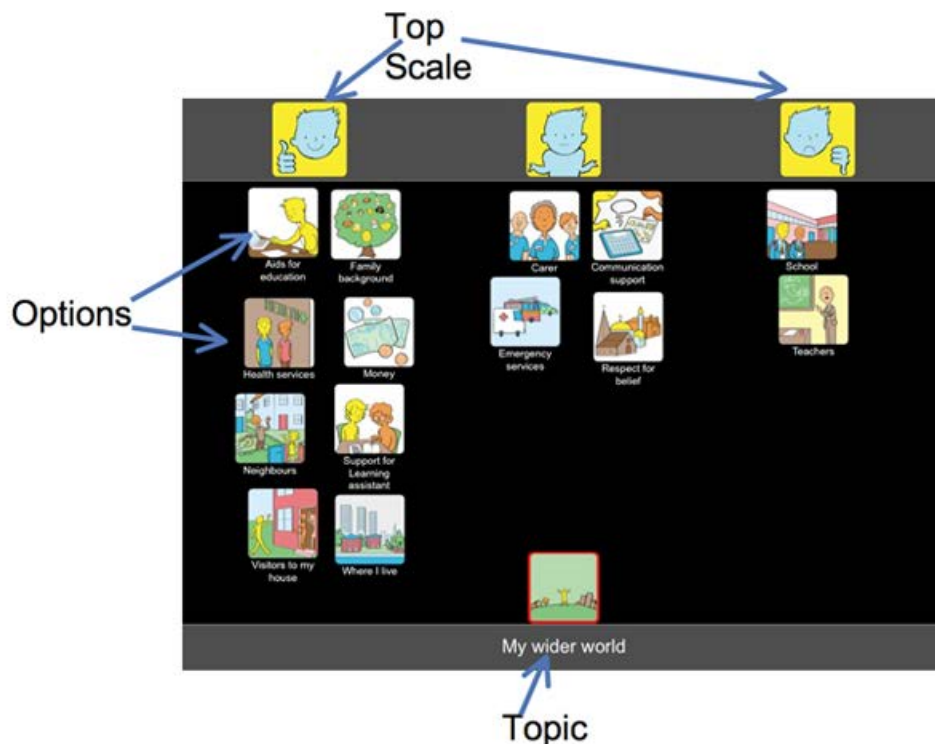 Top
Scale
Options
Aids for
education
Family
background
Carer
Communication
support
School
Health services
Money
Emergency
services
Respect for
belief
Teachers
Neighbours
Support for
Learning
assistant
Visitors to my
house
Where I live
My wider world
Topic